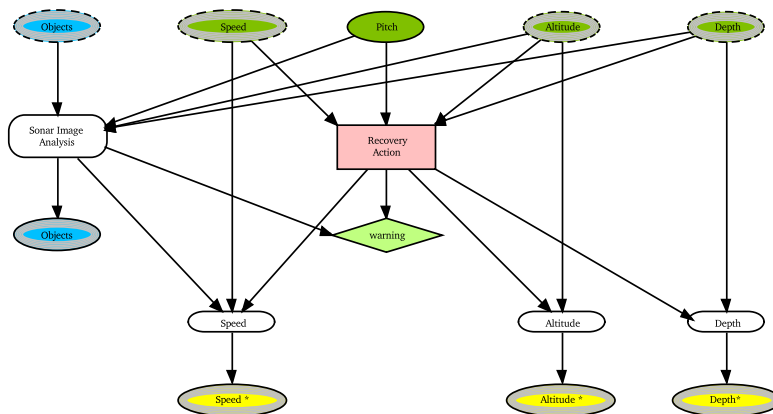 Objects
Speed
Pitch
Altitude
Depth
Sonar Image
Analysis
Recovery
Action
Objects
warning
Speed
Altitude
Depth
Speed *
Altitude *
Depth*